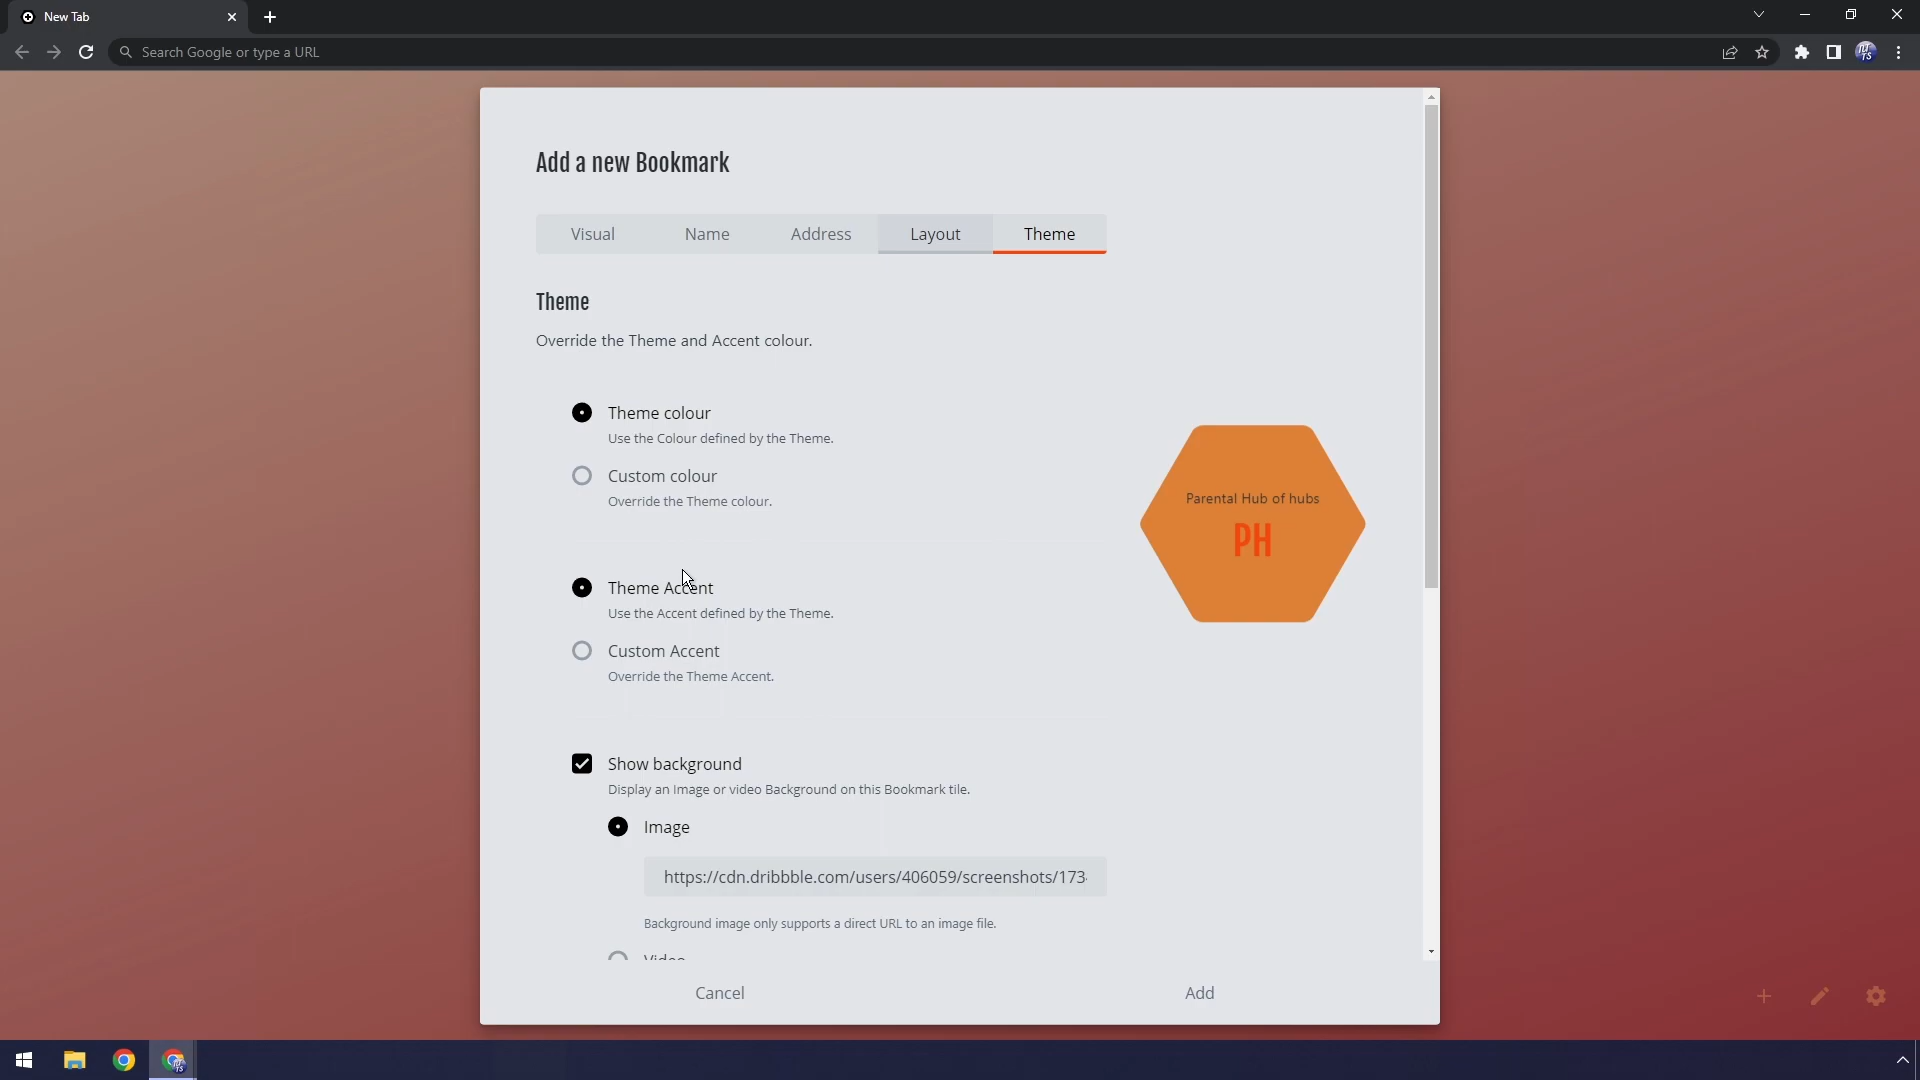 New Tab
Search Google or type a URL
Add a new Bookmark
Visual Name Address Layout Theme
Theme
Override the Theme and Accent colour.
Theme colour
Use the Colour defined by the Theme.
Custom colour
Override the Theme colour.
Parental Hub of hubs
PH
Theme Accent
Use the Accent defined by the Theme.
Custom Accent
Override the Theme Accent.
Show background
Display an Image or video Background on this Bookmark tile.
Image
https://cdn.dribbble.com/users/406059/screenshots/173
Background image only supports a direct URL to an image file.
Video
Cancel Add